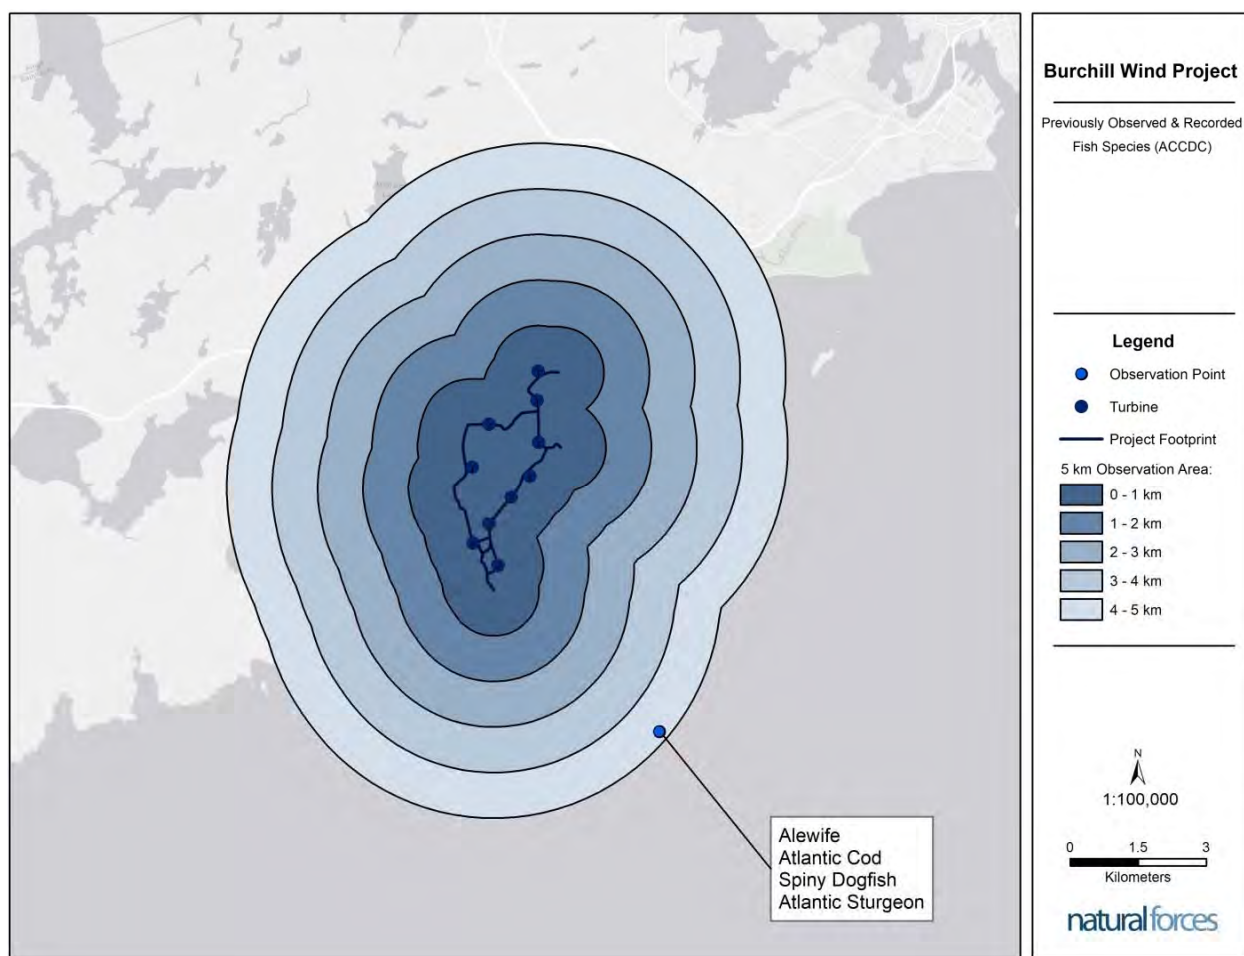 Burchill Wind Project
Previously Observed & Recorded
Fish Species (ACCDC)
Legend
Observation Point
Turbine
Project Footprint
5 km Observation Area:
0 - 1 km
1 - 2 km
2 - 3 km
3 - 4 km
4 - 5 km
Alewife
Atlantic Cod
Spiny Dogfish
Atlantic Sturgeon
N
1:100,000
0 1.5 3
Kilometers
naturalforces